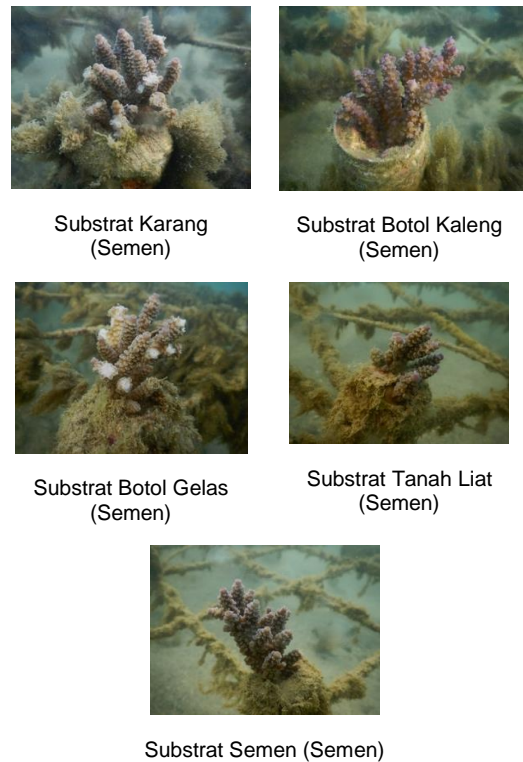 Substrat Karang
(Semen)
Substrat Botol Kaleng
(Semen)
Substrat Botol Gelas
(Semen)
Substrat Tanah Liat
(Semen)
Substrat Semen (Semen)